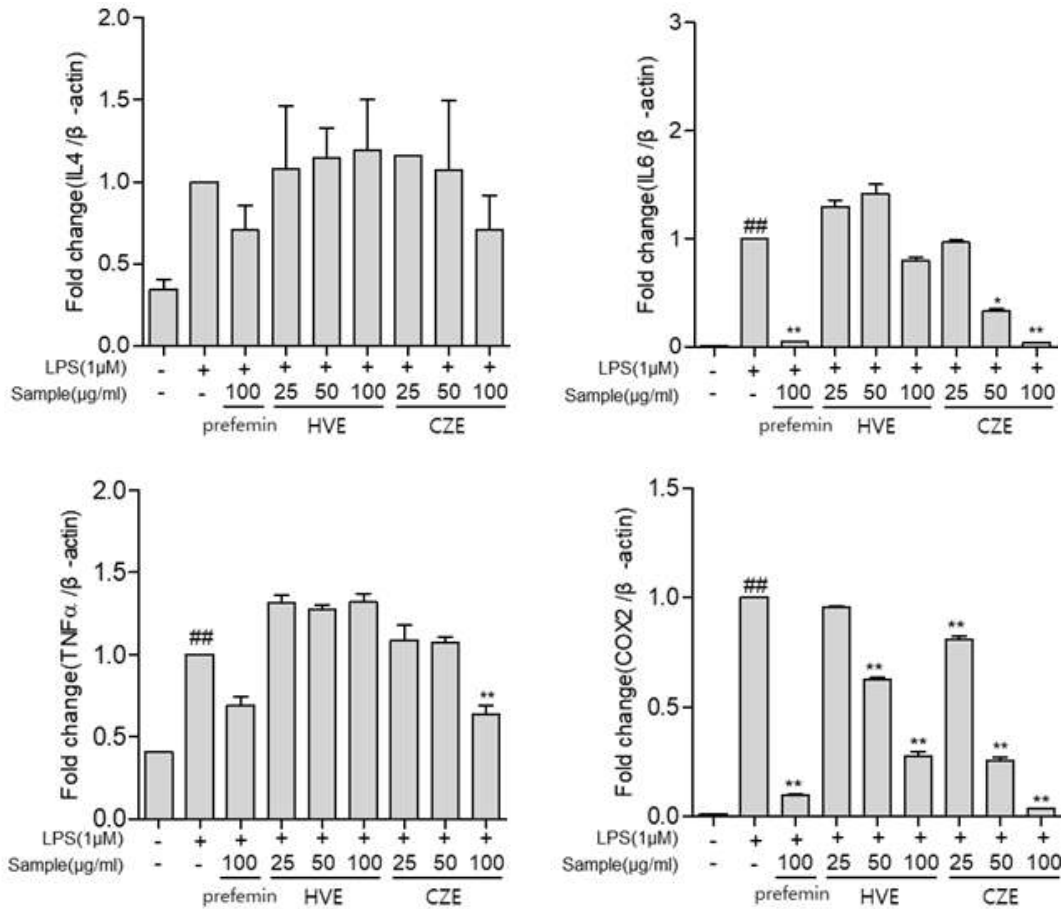 Fold change(IL4 /β -actin)
2.0
1.5
1.0
0.5
0.0
LPS(1μM) - + + + + + + + +
Sample(μg/ml) - - 100 25 50 100 25 50 100
prefemin HVE CZE
Fold change(IL6 /β -actin)
3
2
1
0
##
**
*
**
LPS(1μM) - + + + + + + + +
Sample(μg/ml) - - 100 25 50 100 25 50 100
prefemin HVE CZE
Fold change(TNFα /β -actin)
2.0
1.5
1.0
0.5
0.0
##
**
LPS(1μM) - + + + + + + + +
Sample(μg/ml) - - 100 25 50 100 25 50 100
prefemin HVE CZE
Fold change(COX2 /β -actin)
1.5
1.0
0.5
0.0
##
**
**
**
**
**
**
LPS(1μM) - + + + + + + + +
Sample(μg/ml) - - 100 25 50 100 25 50 100
prefemin HVE CZE